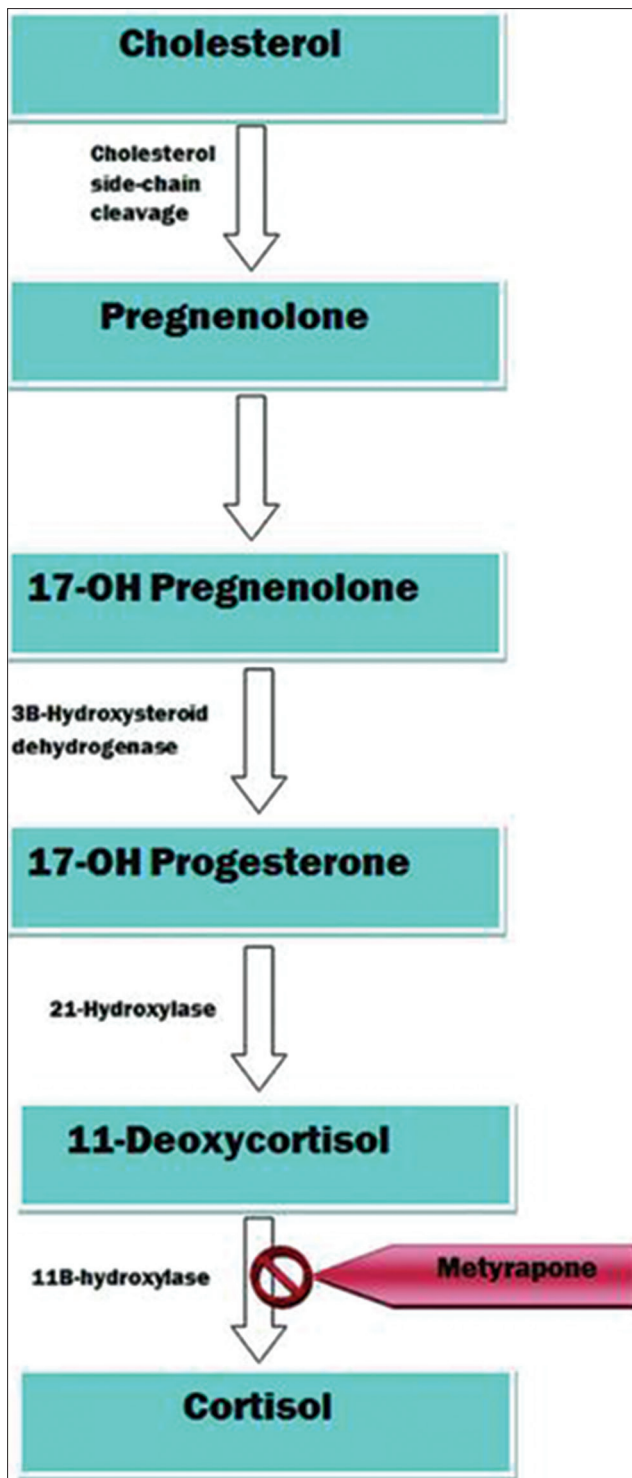 Cholesterol
Cholesterol
side-chain
cleavage
Pregnenolone
17-OH Pregnenolone
3B-Hydroxysteroid
dehydrogenase
17-OH Progesterone
21-Hydroxylase
11-Deoxycortisol
11B-hydroxylase
Metyrapone
Cortisol